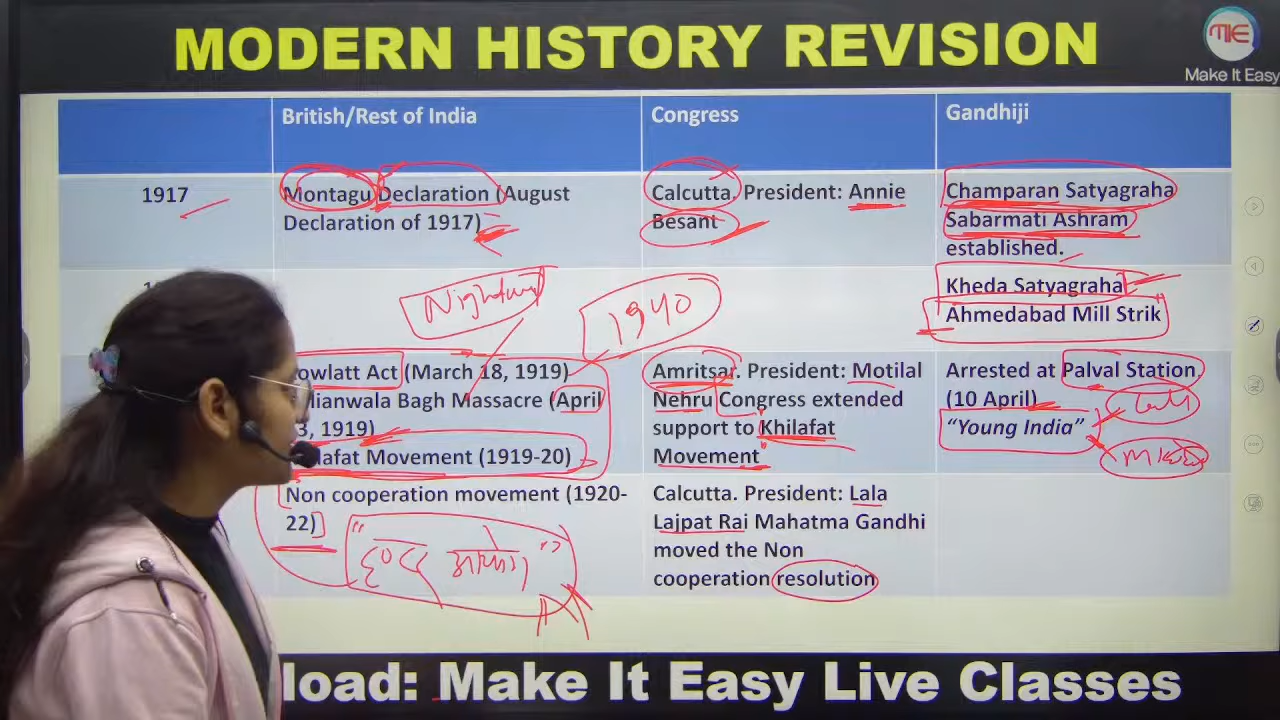 MODERN HISTORY REVISION
Make It Easy
British/Rest of India
Congress
Gandhiji
1917
Montagu Declaration (August
Declaration of 1917)
Calcutta. President: Annie
Besant
Champaran Satyagraha
Sabarmati Ashram
established.
Kheda Satyagraha
Ahmedabad Mill Strik
1940
owlatt Act (March 18, 1919)
lianwala Bagh Massacre (April
3, 1919)
lafat Movement (1919-20)
Amritsar. President: Motilal
Nehru Congress extended
support to Khilafat
Movement
Arrested at Palval Station
(10 April)
“Young India”
Non cooperation movement (1920-
22)]
Calcutta. President: Lala
Lajpat Rai Mahatma Gandhi
moved the Non
cooperation resolution
load: Make It Easy Live Classes